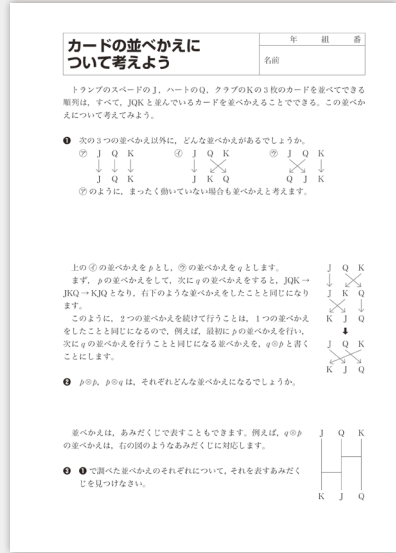 カードの並べかえに
ついて考えよう
年 組 番
名前
トランプのスペードのJ，ハートのQ，クラブのKの3枚のカードを並べてできる
順列は，すべて，JQKと並んでいるカードを並べかえることでできる。この並べか
えについて考えてみよう。
❶ 次の3つの並べかえ以外に，どんな並べかえがあるでしょうか。
㋐ J Q K ㋑ J Q K ㋒ J Q K
J Q K J K Q Q J K
㋐のように，まったく動いていない場合も並べかえと考えます。
上の㋑の並べかえをpとし，㋒の並べかえをqとします。
まず，pの並べかえをして，次にqの並べかえをすると，JQK→
JKQ→KJQとなり，右下のような並べかえをしたことと同じになり
ます。
このように，2つの並べかえを続けて行うことは，1つの並べかえ
をしたことと同じになるので，例えば，最初にpの並べかえを行い，
次にqの並べかえを行うことと同じになる並べかえを，q⊗pと書く
ことにします。
J Q K
J K Q
K J Q
J Q K
K J Q
❷ p⊗p，p⊗qは，それぞれどんな並べかえになるでしょうか。
並べかえは，あみだくじで表すこともできます。例えば，q⊗p
の並べかえは，右の図のようなあみだくじに対応します。
❸ ❶で調べた並べかえのそれぞれについて，それを表すあみだく
じを見つけなさい。
J Q K
K J Q